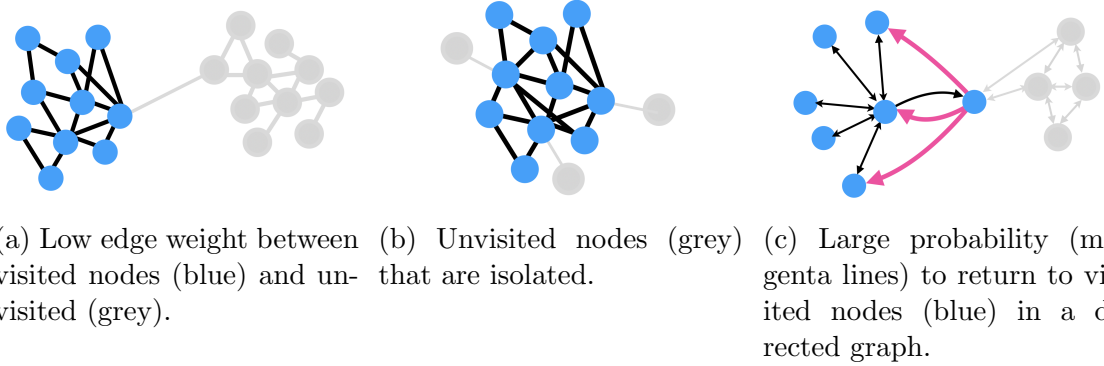 (a) Low edge weight between
visited nodes (blue) and un-
visited (grey).
(b) Unvisited nodes (grey)
that are isolated.
(c) Large probability (m
genta lines) to return to vi
ited nodes (blue) in a d
rected graph.